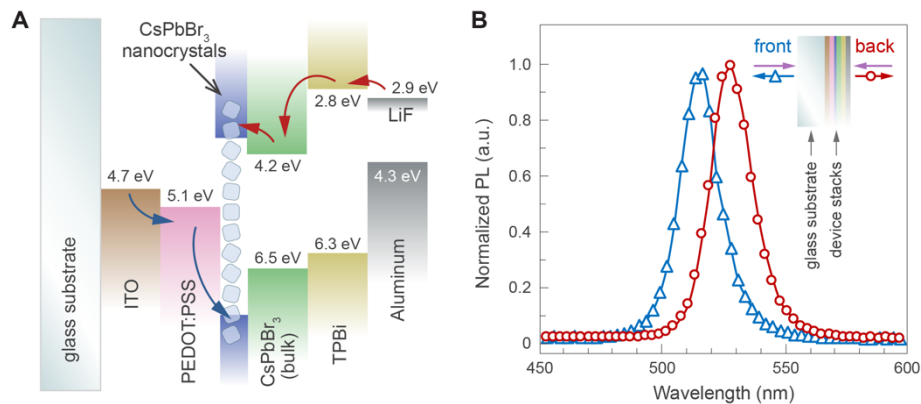 A
CsPbBr3
nanocrystals
2.9 eV
2.8 eV
LiF
4.2 eV
4.7 eV
5.1 eV
4.3 eV
6.5 eV
6.3 eV
glass substrate
ITO
PEDOT:PSS
CsPbBr3
(bulk)
TPBi
Aluminum
B
front
back
1.0
0.8
0.6
0.4
0.2
0
Normalized PL (a.u.)
glass substrate
device stacks
450
500
550
600
Wavelength (nm)